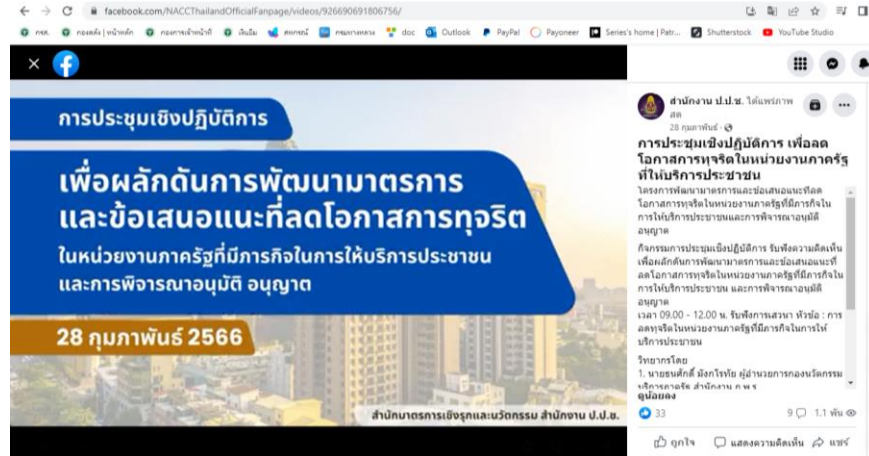 facebook.com/NACCThailandOfficialFanpage/videos/926690691806756/
กรศ. กองคลัง | หน้าหลัก กองการเจ้าหน้าที่ สหกรณ์ กรมทางหลวง doc Outlook PayPal Payoneer Series's home | Patr... Shutterstock YouTube Studio
การประชุมเชิงปฏิบัติการ
เพื่อผลักดันการพัฒนามาตรการ
และข้อเสนอแนะที่ลดโอกาสการทุจริต
ในหน่วยงานภาครัฐที่มีภารกิจในการให้บริการประชาชน
และการพิจารณาอนุมัติ อนุญาต
28 กุมภาพันธ์ 2566
สำนักมาตรการเชิงรุกและนวัตกรรม สำนักงาน ป.ป.ช.
สำนักงาน ป.ป.ช. ได้แพร่ภาพ
สด
28 กุมภาพันธ์
การประชุมเชิงปฏิบัติการ เพื่อลด
โอกาสการทุจริตในหน่วยงานภาครัฐ
ที่ให้บริการประชาชน
โครงการพัฒนามาตรการและข้อเสนอแนะที่ลด
โอกาสการทุจริตในหน่วยงานภาครัฐที่มีภารกิจใน
การให้บริการประชาชนและการพิจารณาอนุมัติ
อนุญาต
กิจกรรมการประชุมเชิงปฏิบัติการ รับฟังความคิดเห็น
เพื่อผลักดันการพัฒนามาตรการและข้อเสนอแนะที่
ลดโอกาสการทุจริตในหน่วยงานภาครัฐที่มีภารกิจใน
การให้บริการประชาชน และการพิจารณาอนุมัติ
อนุญาต
เวลา 09.00 - 12.00 น. รับฟังการเสวนา หัวข้อ : การ
ลดทุจริตในหน่วยงานภาครัฐที่มีภารกิจในการให้
บริการประชาชน
วิทยากรโดย
1. นายธนศักดิ์ มังกโรทัย ผู้อำนวยการกองนวัตกรรม
บริการภาครัฐ สำนักงาน ก.พ.ร
ดูน้อยลง
33 9 1.1 พัน
ถูกใจ แสดงความคิดเห็น แชร์